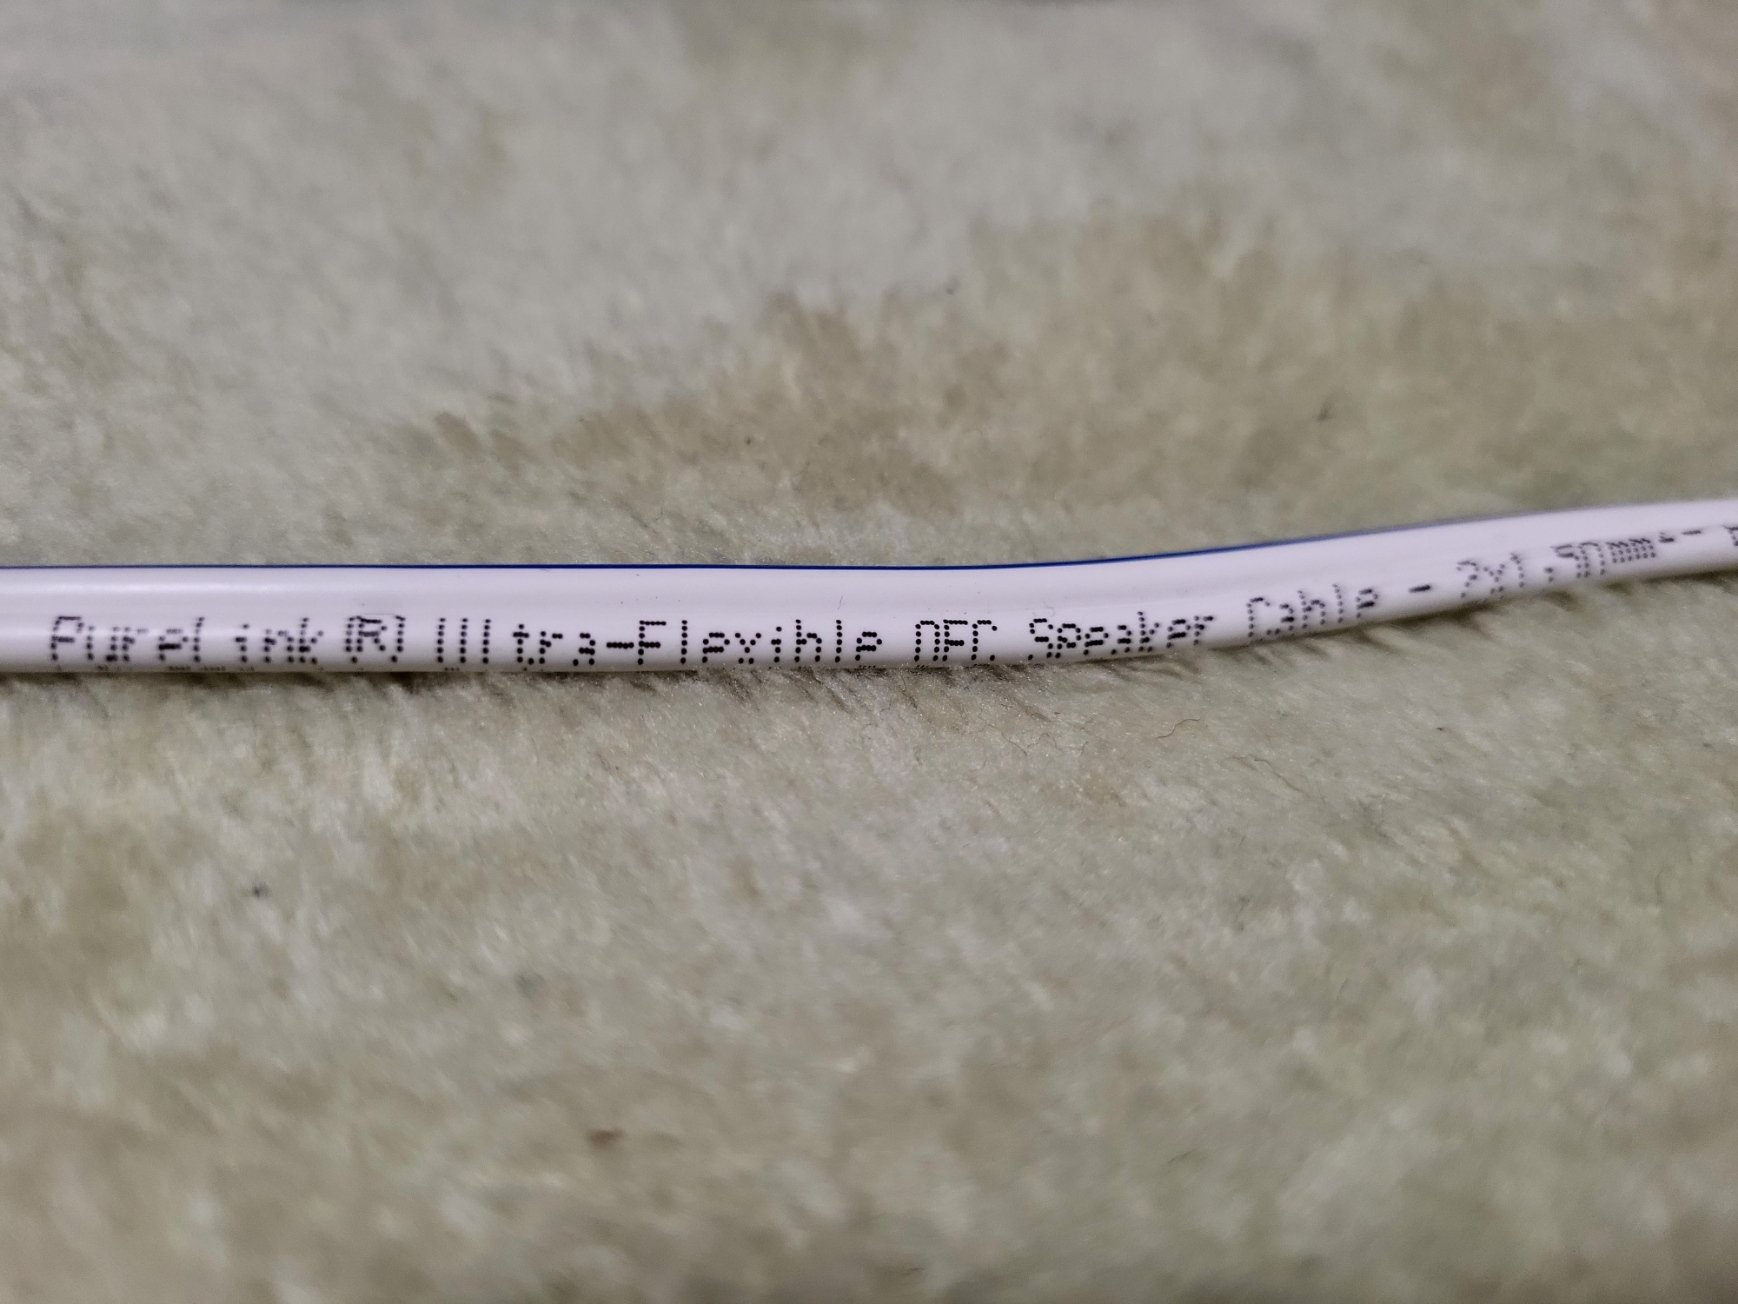 PureLink(R) Ultra-Flexible OFC Speaker Cable - 2x1.50mm² -